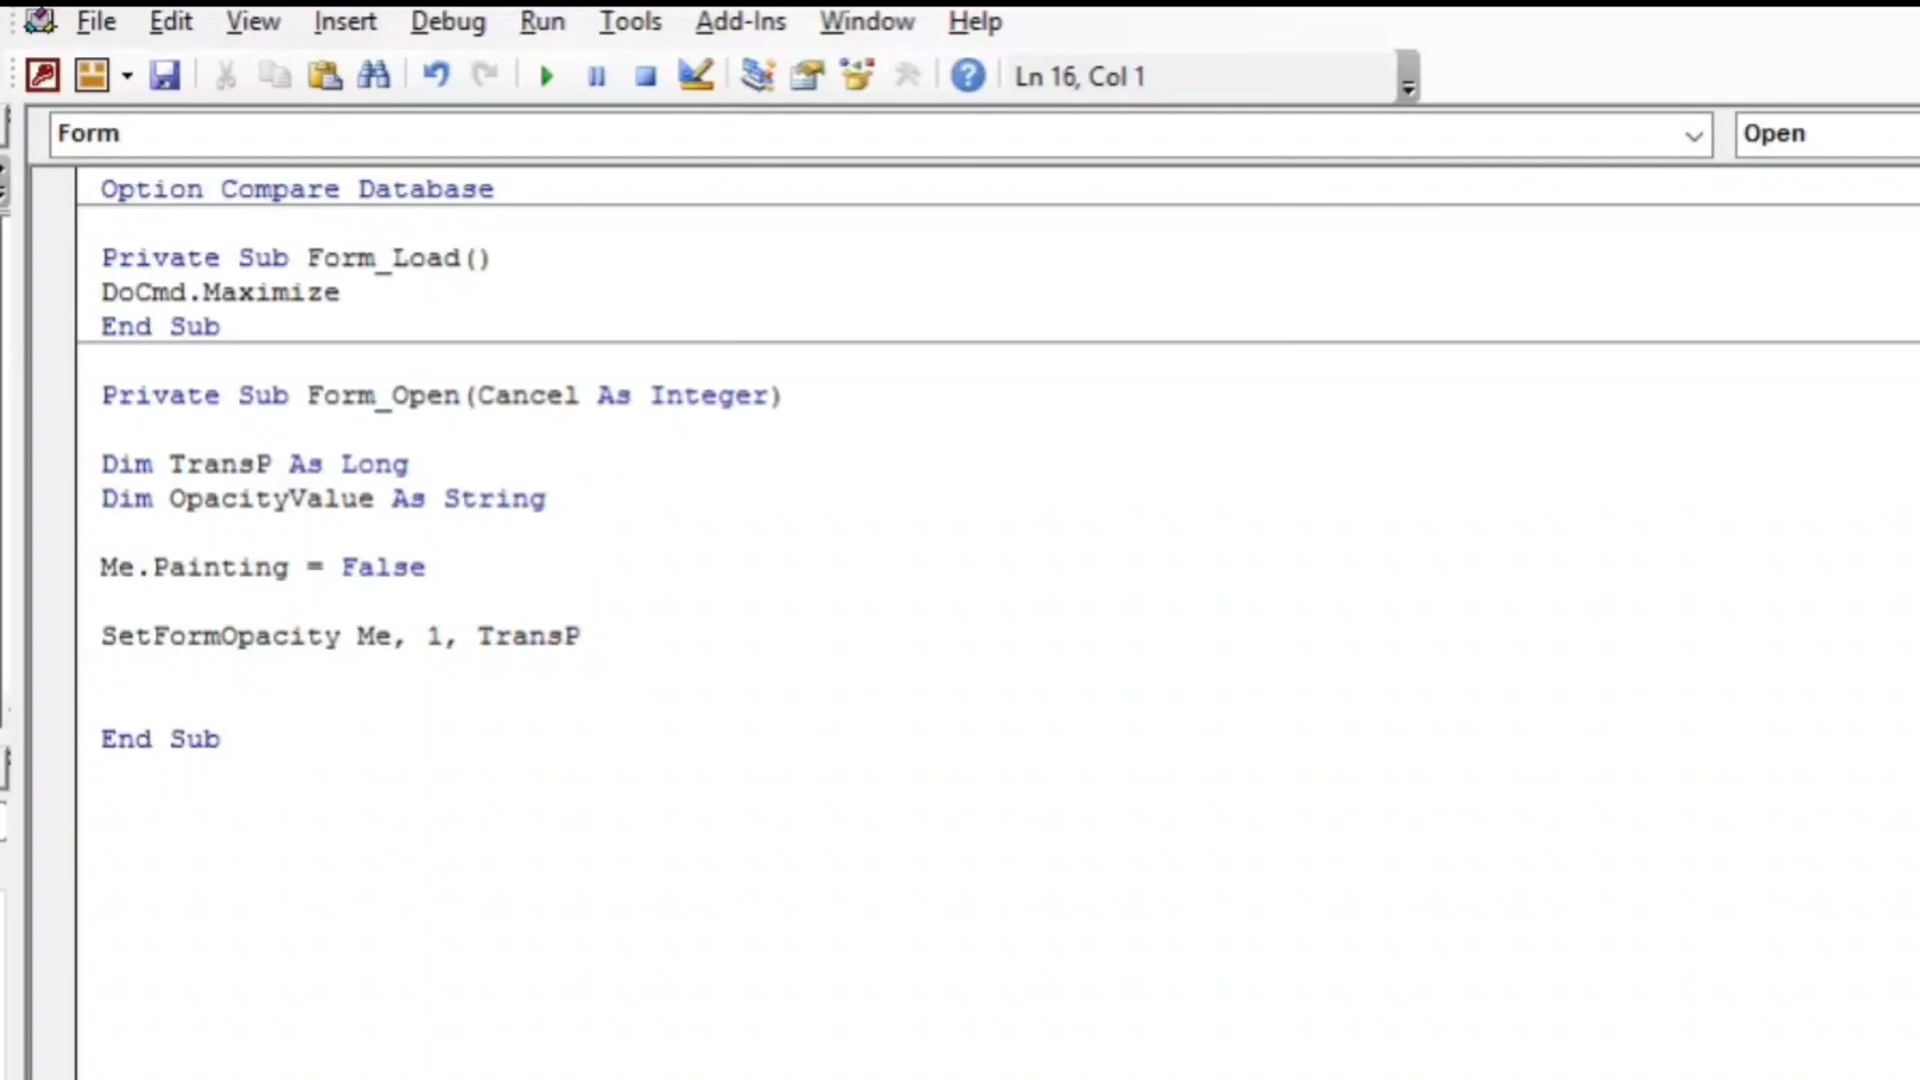 File Edit View Insert Debug Run Tools Add-Ins Window Help
Ln 16, Col 1
Form Open
Option Compare Database
Private Sub Form_Load()
DoCmd.Maximize
End Sub
Private Sub Form_Open(Cancel As Integer)
Dim TransP As Long
Dim OpacityValue As String
Me.Painting = False
SetFormOpacity Me, 1, TransP
End Sub